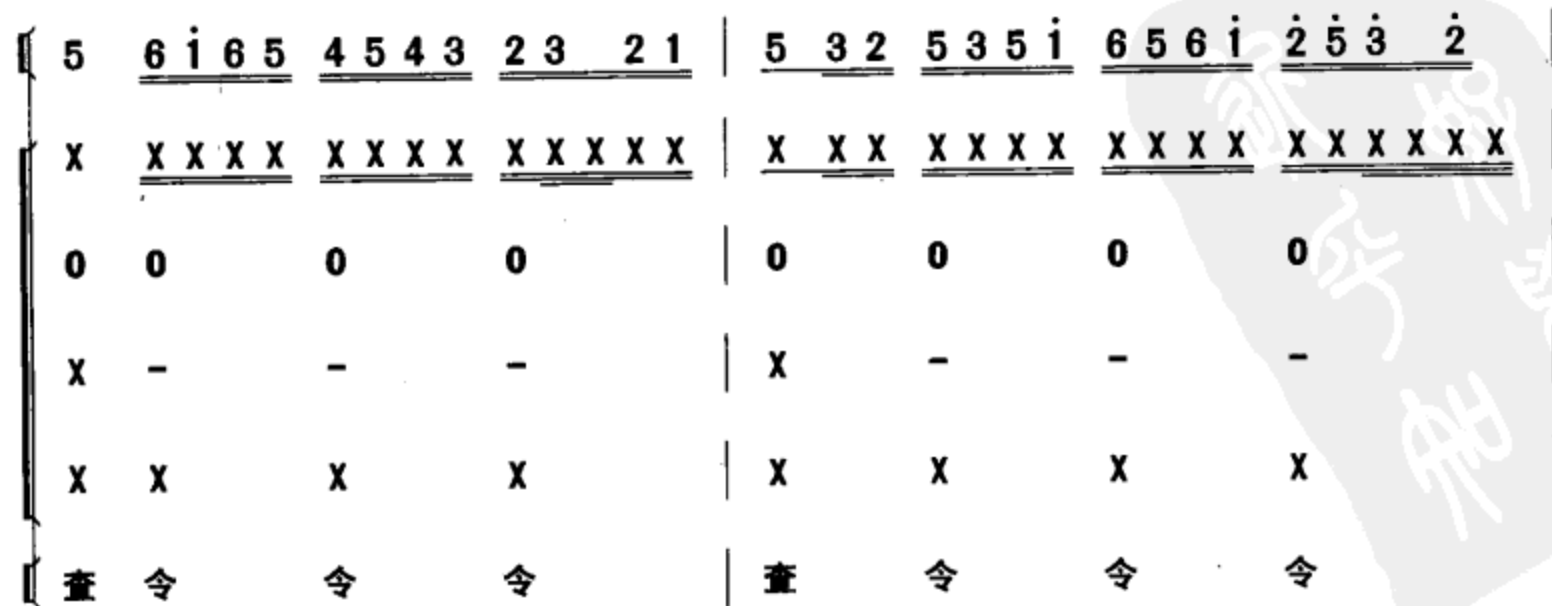 5 6 i̇ 6 5 4 5 4 3 2 3 2 1 | 5 3 2 5 3 5 i̇ 6 5 6 i̇ 2̇ 5̇ 3̇ 2̇
X X X X X X X X X X X X X X | X X X X X X X X X X X X X X X X X
0 0 0 0 | 0 0 0 0
X - - - | X - - -
X X X X | X X X X
查 令 令 令 | 查 令 令 令